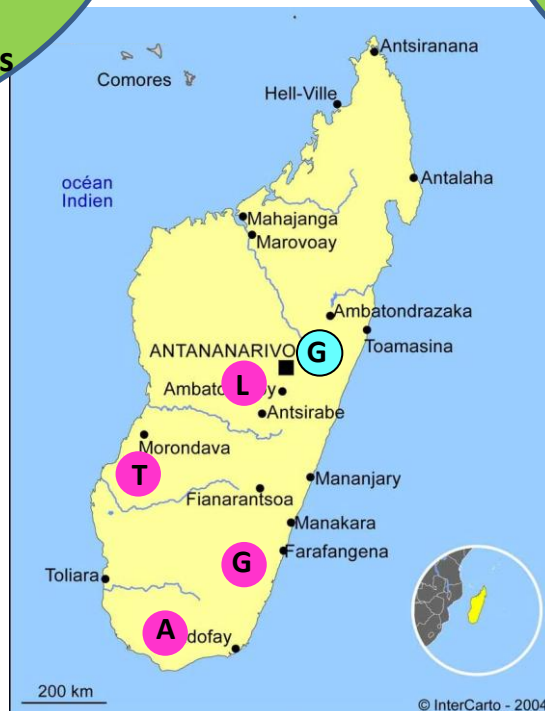 s
Antsiranana
Comores
Hell-Ville
océan
Indien
Antalaha
Mahajanga
Marovoay
Ambatondrazaka
ANTANANARIVO
G
Toamasina
L
Antsirabe
Morondava
T
Mananjary
Fianarantsoa
Manakara
Farafangena
G
Toliara
A
200 km
© InterCarto - 2004